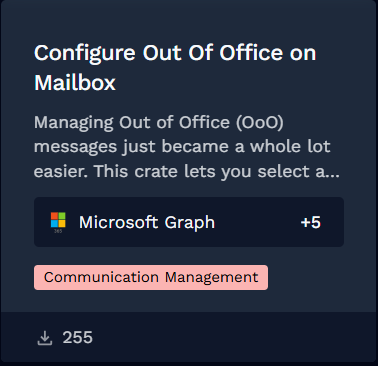 Configure Out Of Office on
Mailbox
Managing Out of Office (OoO)
messages just became a whole lot
easier. This crate lets you select a...
Microsoft Graph +5
Communication Management
255